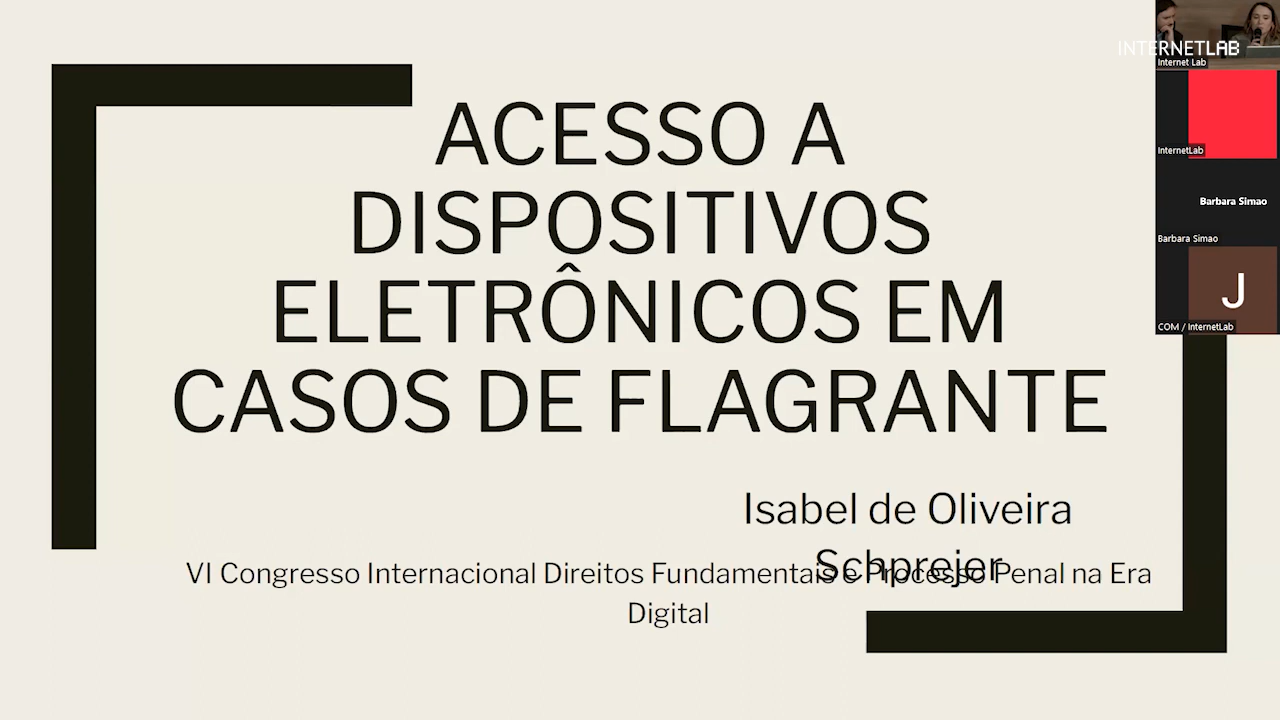 ACESSO A
DISPOSITIVOS
ELETRÔNICOS EM
CASOS DE FLAGRANTE
Isabel de Oliveira
Schprejer
VI Congresso Internacional Direitos Fundamentais e Processo Penal na Era
Digital
INTERNETLAB
Internet Lab
InternetLab
Barbara Simao
Barbara Simao
J
COM / InternetLab